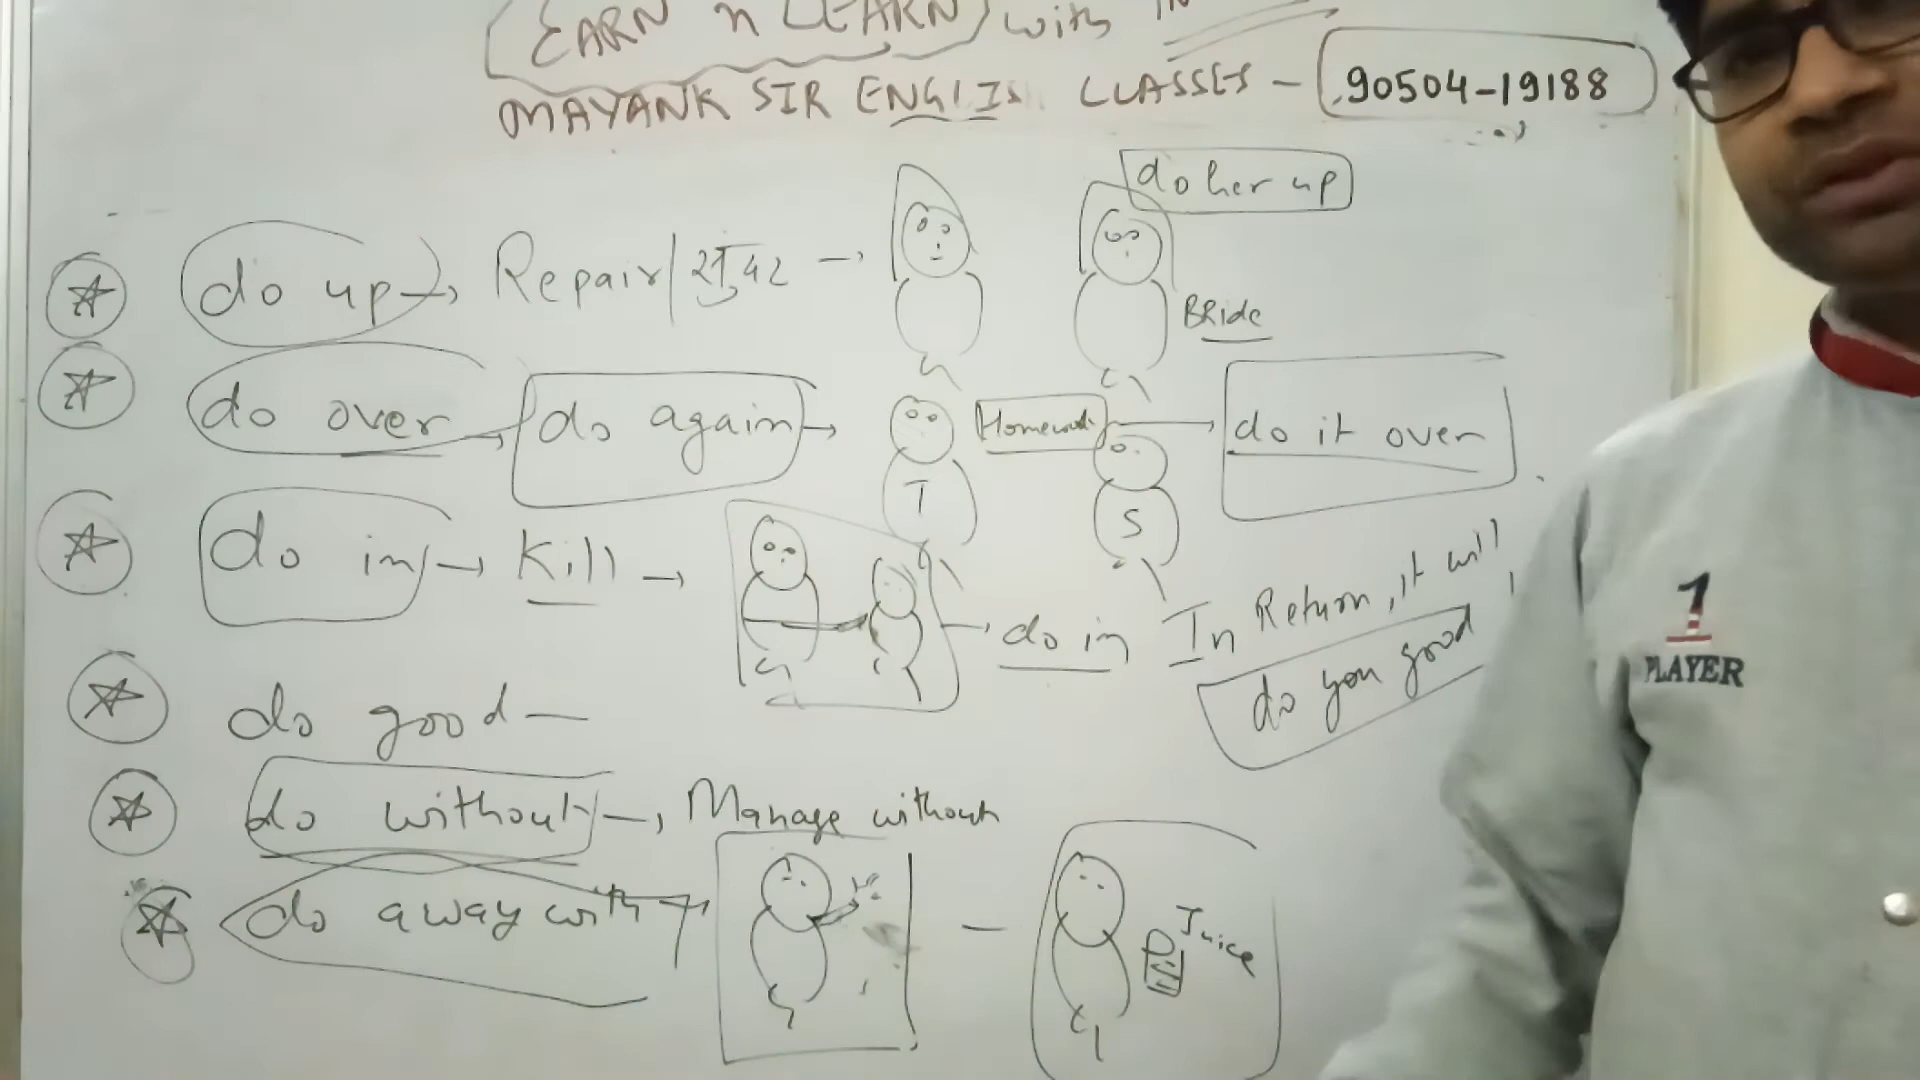 EARN n LEARN with
MAYANK SIR ENGLIS CLASSES - 90504-19188
do her up
do up → Repair/ →
BRide
do over → do again → T Homework S → do it over
do in → Kill → → do in
In Return, it will
do you good
do good —
do without → Manage without
do away with → — Juice
1
PLAYER